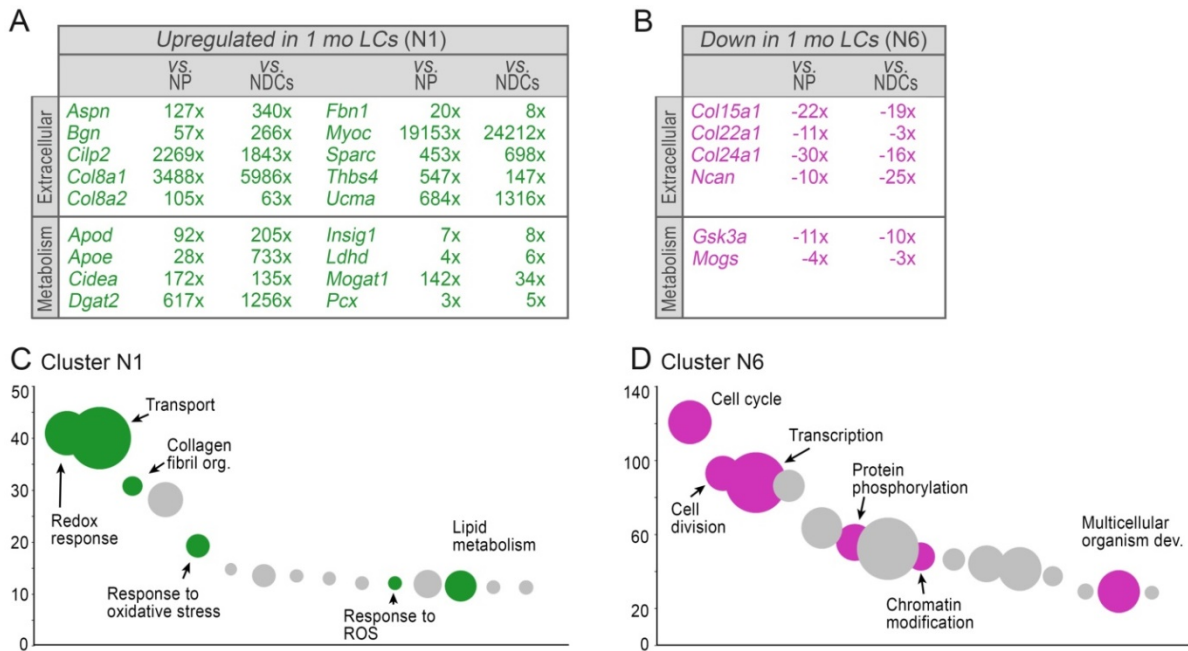 A
Upregulated in 1 mo LCs (N1)
vs. NP vs. NDCs vs. NP vs. NDCs
Extracellular
Aspn 127x 340x Fbn1 20x 8x
Bgn 57x 266x Myoc 19153x 24212x
Cilp2 2269x 1843x Sparc 453x 698x
Col8a1 3488x 5986x Thbs4 547x 147x
Col8a2 105x 63x Ucma 684x 1316x
Metabolism
Apod 92x 205x Insig1 7x 8x
Apoe 28x 733x Ldhd 4x 6x
Cidea 172x 135x Mogat1 142x 34x
Dgat2 617x 1256x Pcx 3x 5x
B
Down in 1 mo LCs (N6)
vs. NP vs. NDCs
Extracellular
Col15a1 -22x -19x
Col22a1 -11x -3x
Col24a1 -30x -16x
Ncan -10x -25x
Metabolism
Gsk3a -11x -10x
Mogs -4x -3x
C Cluster N1
50
40
30
20
10
0
Transport
Collagen
fibril org.
Redox
response
Response to
oxidative stress
Response to
ROS
Lipid
metabolism
D Cluster N6
140
120
100
80
60
40
20
0
Cell cycle
Transcription
Cell
division
Protein
phosphorylation
Chromatin
modification
Multicellular
organism dev.